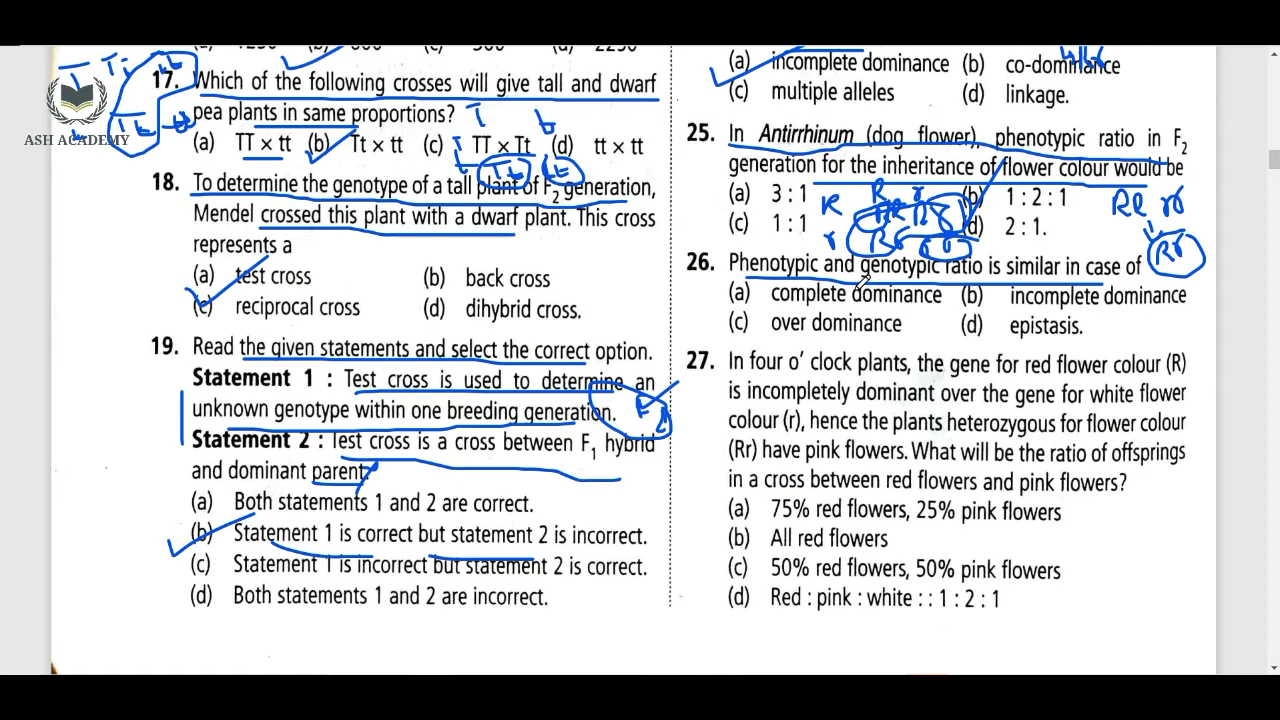 17. Which of the following crosses will give tall and dwarf
pea plants in same proportions?
(a) TT × tt (b) Tt × tt (c) TT × Tt (d) tt × tt
18. To determine the genotype of a tall plant of F2 generation,
Mendel crossed this plant with a dwarf plant. This cross
represents a
(a) test cross (b) back cross
(c) reciprocal cross (d) dihybrid cross.
19. Read the given statements and select the correct option.
Statement 1 : Test cross is used to determine an
unknown genotype within one breeding generation.
Statement 2 : Test cross is a cross between F1 hybrid
and dominant parent.
(a) Both statements 1 and 2 are correct.
(b) Statement 1 is correct but statement 2 is incorrect.
(c) Statement 1 is incorrect but statement 2 is correct.
(d) Both statements 1 and 2 are incorrect.
(a) incomplete dominance (b) co-dominance
(c) multiple alleles (d) linkage.
25. In Antirrhinum (dog flower), phenotypic ratio in F2
generation for the inheritance of flower colour would be
(a) 3 : 1 (b) 1 : 2 : 1
(c) 1 : 1 (d) 2 : 1.
RR rr
Rr
26. Phenotypic and genotypic ratio is similar in case of
(a) complete dominance (b) incomplete dominance
(c) over dominance (d) epistasis.
27. In four o' clock plants, the gene for red flower colour (R)
is incompletely dominant over the gene for white flower
colour (r), hence the plants heterozygous for flower colour
(Rr) have pink flowers. What will be the ratio of offsprings
in a cross between red flowers and pink flowers?
(a) 75% red flowers, 25% pink flowers
(b) All red flowers
(c) 50% red flowers, 50% pink flowers
(d) Red : pink : white : : 1 : 2 : 1
ASH ACADEMY